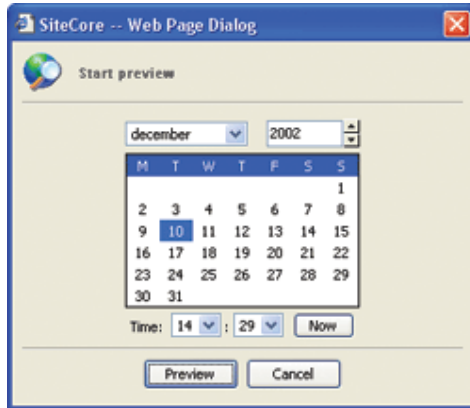 SiteCore -- Web Page Dialog
Start preview
december 2002
M T W T F S S
1
2 3 4 5 6 7 8
9 10 11 12 13 14 15
16 17 18 19 20 21 22
23 24 25 26 27 28 29
30 31
Time: 14 : 29 Now
Preview Cancel